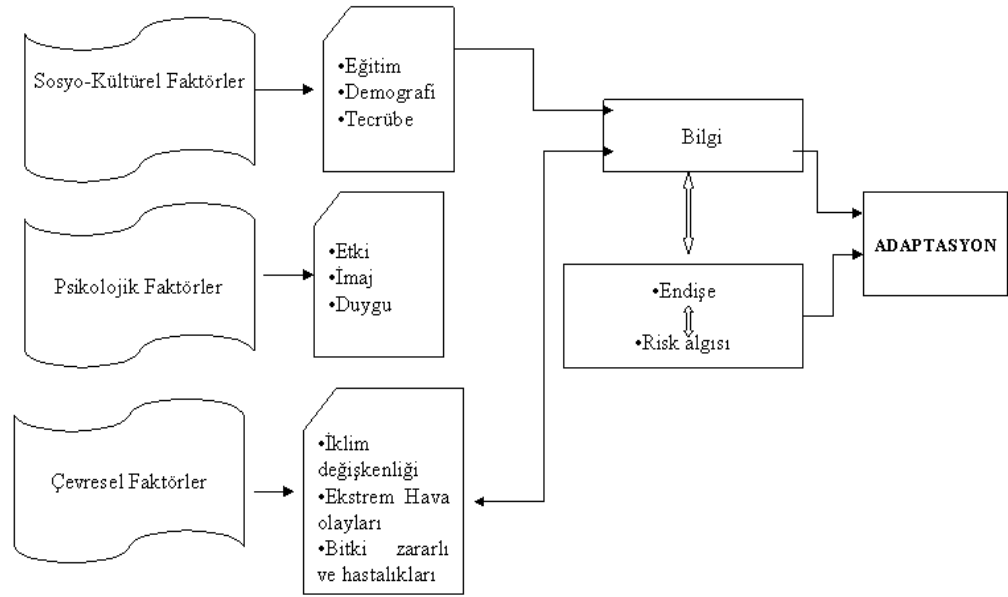 Sosyo-Kültürel Faktörler
•Eğitim
•Demografi
•Tecrübe
Psikolojik Faktörler
•Etki
•İmaj
•Duygu
Çevresel Faktörler
•İklim
değişkenliği
•Ekstrem Hava
olayları
•Bitki zararlı
ve hastalıkları
Bilgi
•Endişe
•Risk algısı
ADAPTASYON